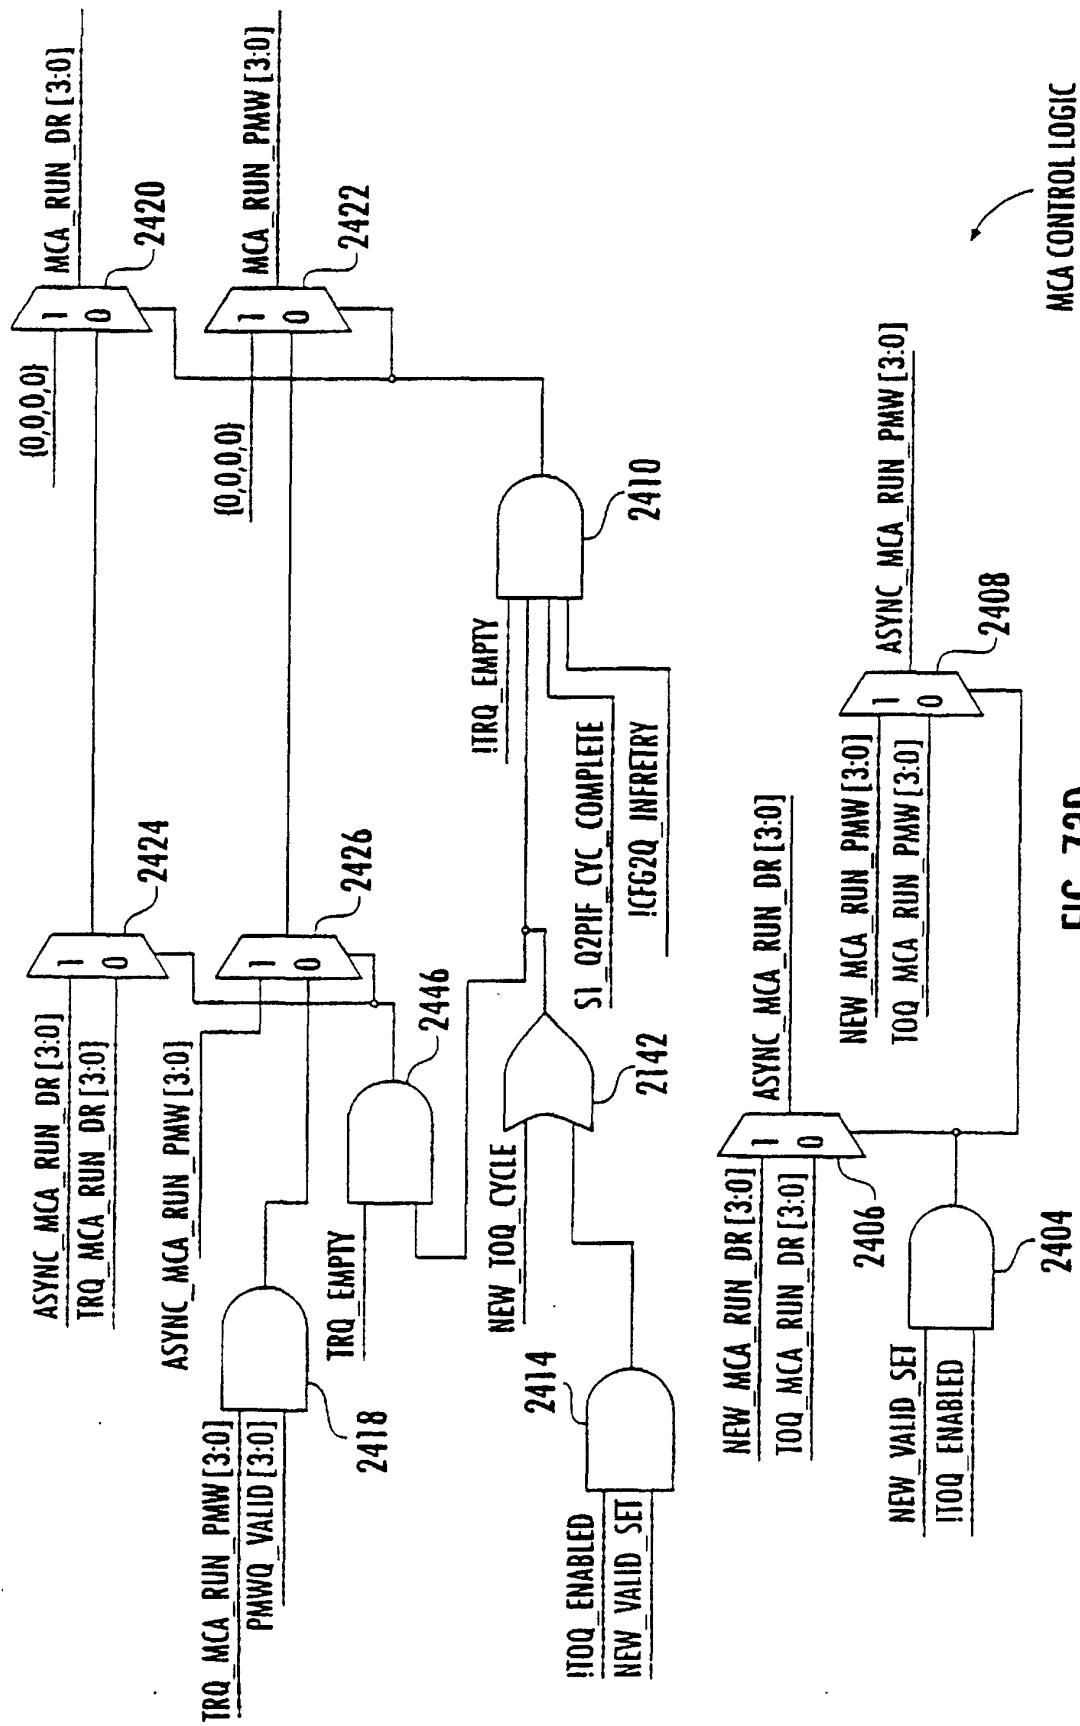 ASYNC_MCA_RUN_DR[3:0]
TRQ_MCA_RUN_DR[3:0]
1
0
2424
{0,0,0,0}
1
0
MCA_RUN_DR[3:0]
2420
TRQ_MCA_RUN_PMW[3:0]
PMWQ_VALID[3:0]
2418
ASYNC_MCA_RUN_PMW[3:0]
1
0
2426
{0,0,0,0}
1
0
MCA_RUN_PMW[3:0]
2422
TRQ_EMPTY
2446
!TOQ_ENABLED
NEW_VALID_SET
2414
NEW_TOQ_CYCLE
2142
!TRQ_EMPTY
S1_Q2PIF_CYC_COMPLETE
!CFG2Q_INFRETRY
2410
NEW_MCA_RUN_DR[3:0]
TOQ_MCA_RUN_DR[3:0]
1
0
2406
ASYNC_MCA_RUN_DR[3:0]
NEW_VALID_SET
!TOQ_ENABLED
2404
NEW_MCA_RUN_PMW[3:0]
TOQ_MCA_RUN_PMW[3:0]
1
0
ASYNC_MCA_RUN_PMW[3:0]
2408
MCA CONTROL LOGIC
FIG.